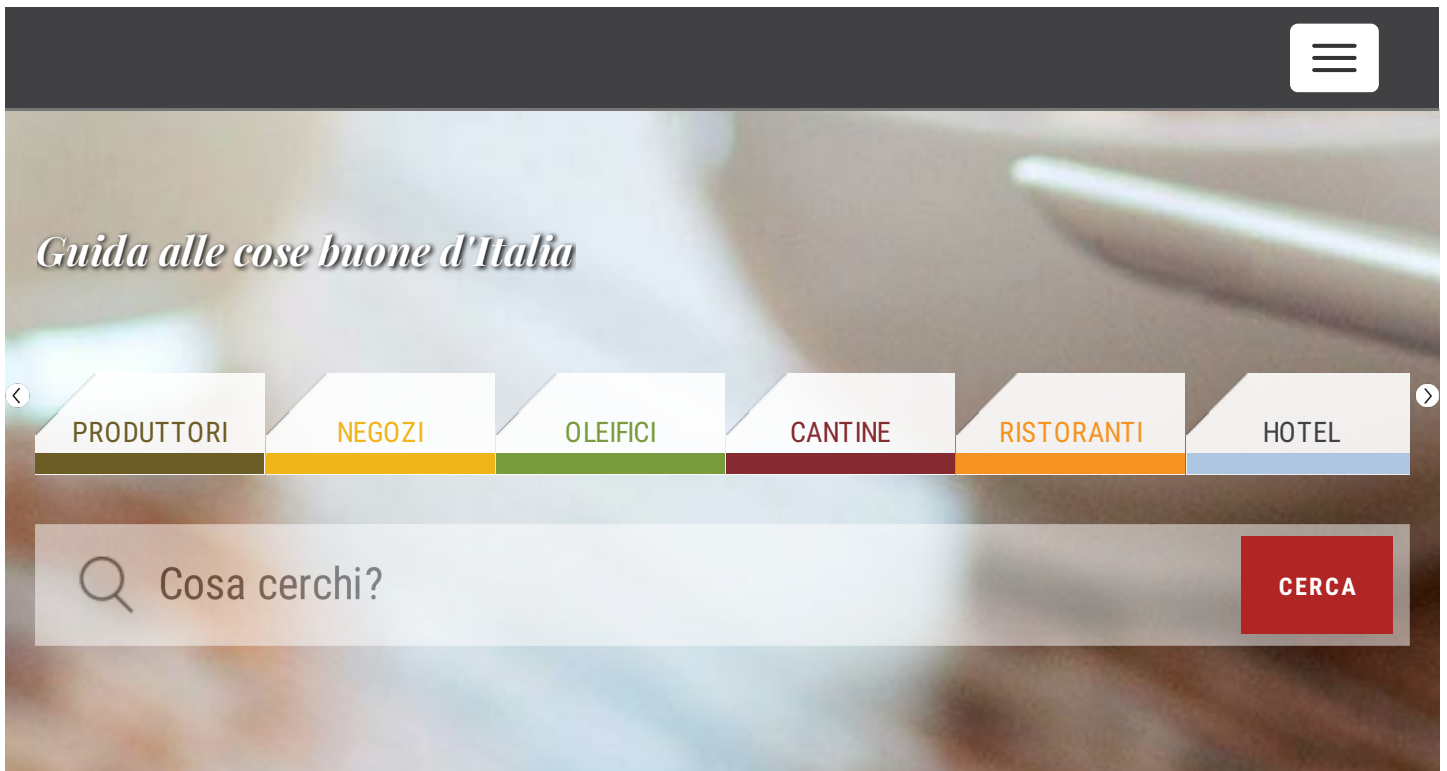 Guida alle cose buone d'Italia
PRODUTTORI NEGOZI OLEIFICI CANTINE RISTORANTI HOTEL
Cosa cerchi? CERCA